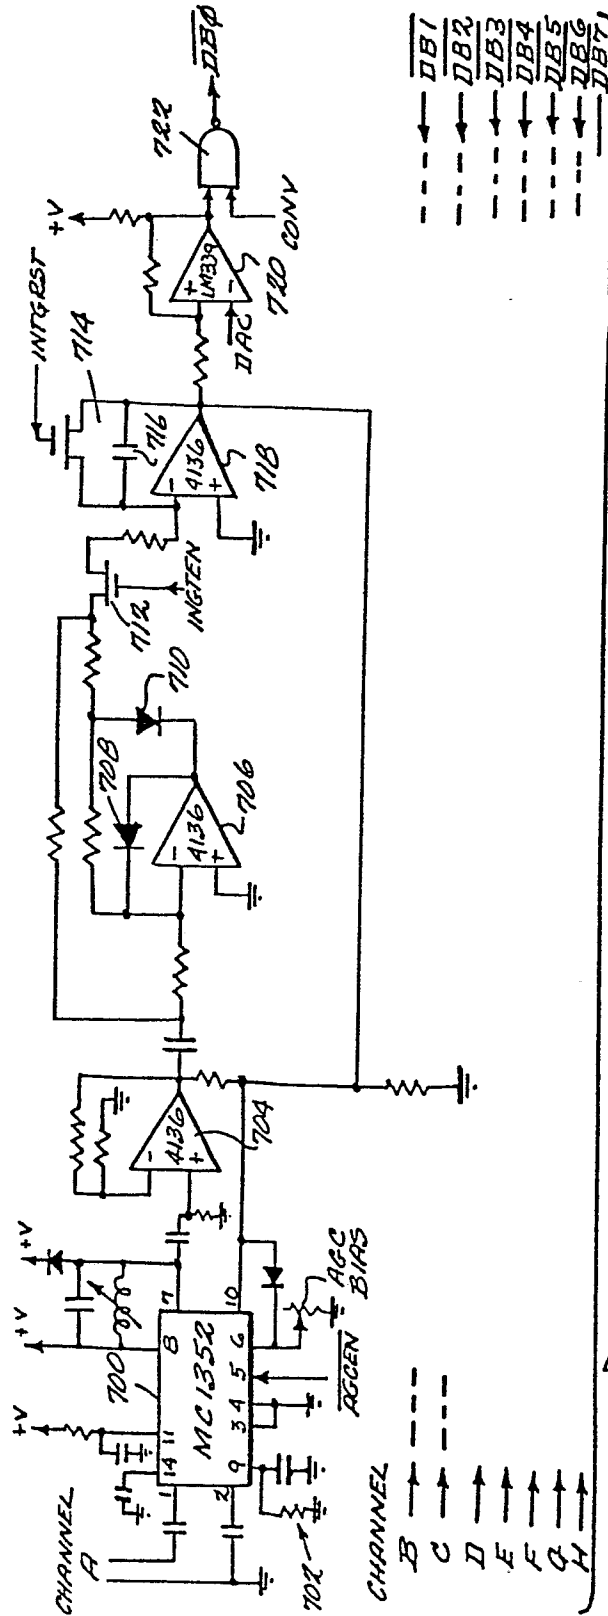 CHANNEL
A
+V
+V
+V
700
14
11
8
7
1
2
MC1352
9
3
4
5
6
10
702
AGCEN
AGC
BIAS
-
+
4136
704
708
710
-
+
4136
706
712
INGTEN
INTGRST
714
716
-
+
4136
718
+V
+
-
LM339
720
DAC
CONV
722
DBØ
CHANNEL
B
C
D
E
F
G
H
DB1
DB2
DB3
DB4
DB5
DB6
DB7